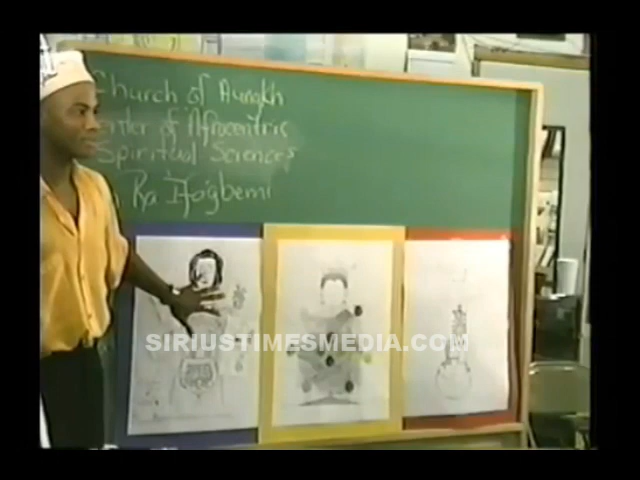 Church of Aungkh
enter of Afrocentric
Spiritual Sciences
Ra Ifagbemi
SIRIUSTIMESMEDIA.COM